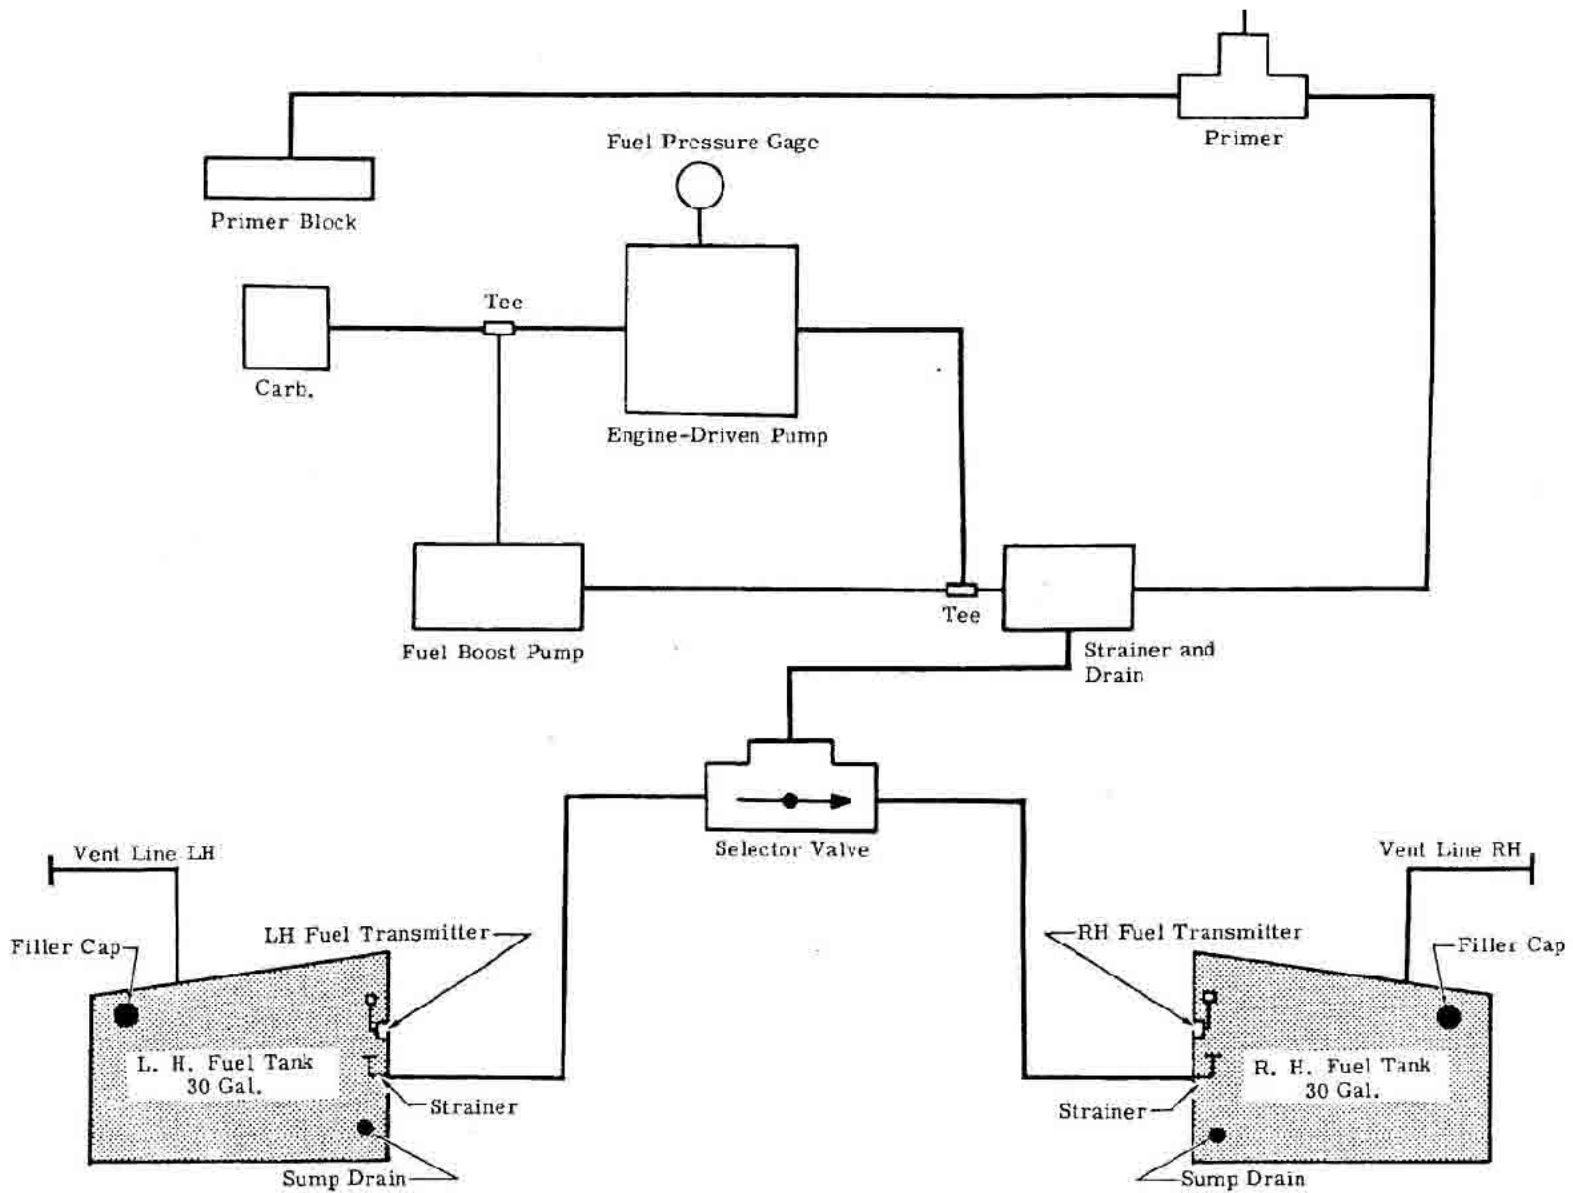 Primer
Fuel Pressure Gage
Primer Block
Tee
Carb.
Engine-Driven Pump
Tee
Fuel Boost Pump
Strainer and
Drain
Selector Valve
Vent Line LH
Vent Line RH
Filler Cap
LH Fuel Transmitter
RH Fuel Transmitter
Filler Cap
L. H. Fuel Tank
30 Gal.
R. H. Fuel Tank
30 Gal.
Strainer
Strainer
Sump Drain
Sump Drain